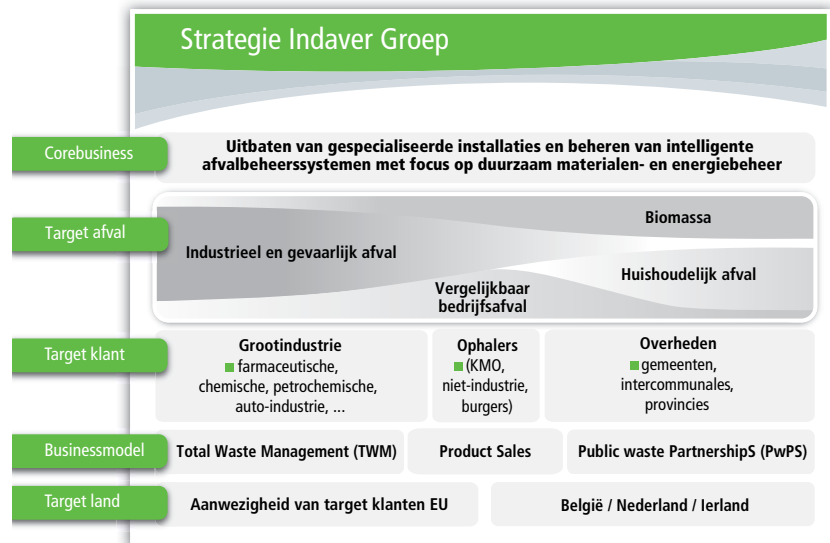 Strategie Indaver Groep
Corebusiness
Uitbaten van gespecialiseerde installaties en beheren van intelligente
afvalbeheerssystemen met focus op duurzaam materialen- en energiebeheer
Target afval
Biomassa
Industrieel en gevaarlijk afval
Huishoudelijk afval
Vergelijkbaar
bedrijfsafval
Target klant
Grootindustrie
farmaceutische,
chemische, petrochemische,
auto-industrie, ...
Ophalers
(KMO,
niet-industrie,
burgers)
Overheden
gemeenten,
intercommunales,
provincies
Businessmodel
Total Waste Management (TWM)
Product Sales
Public waste PartnershipS (PwPS)
Target land
Aanwezigheid van target klanten EU
België / Nederland / Ierland